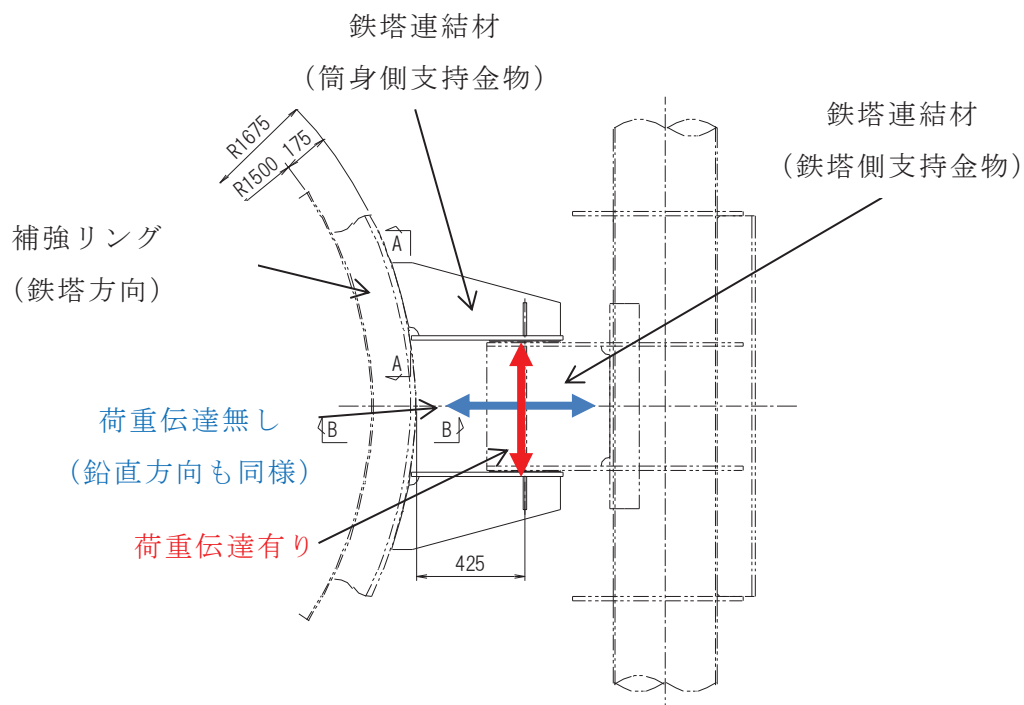 鉄塔連結材
（筒身側支持金物）
鉄塔連結材
（鉄塔側支持金物）
R1675
R1500 175
補強リング
（鉄塔方向）
A
A
荷重伝達無し
（鉛直方向も同様）
B
B
荷重伝達有り
425